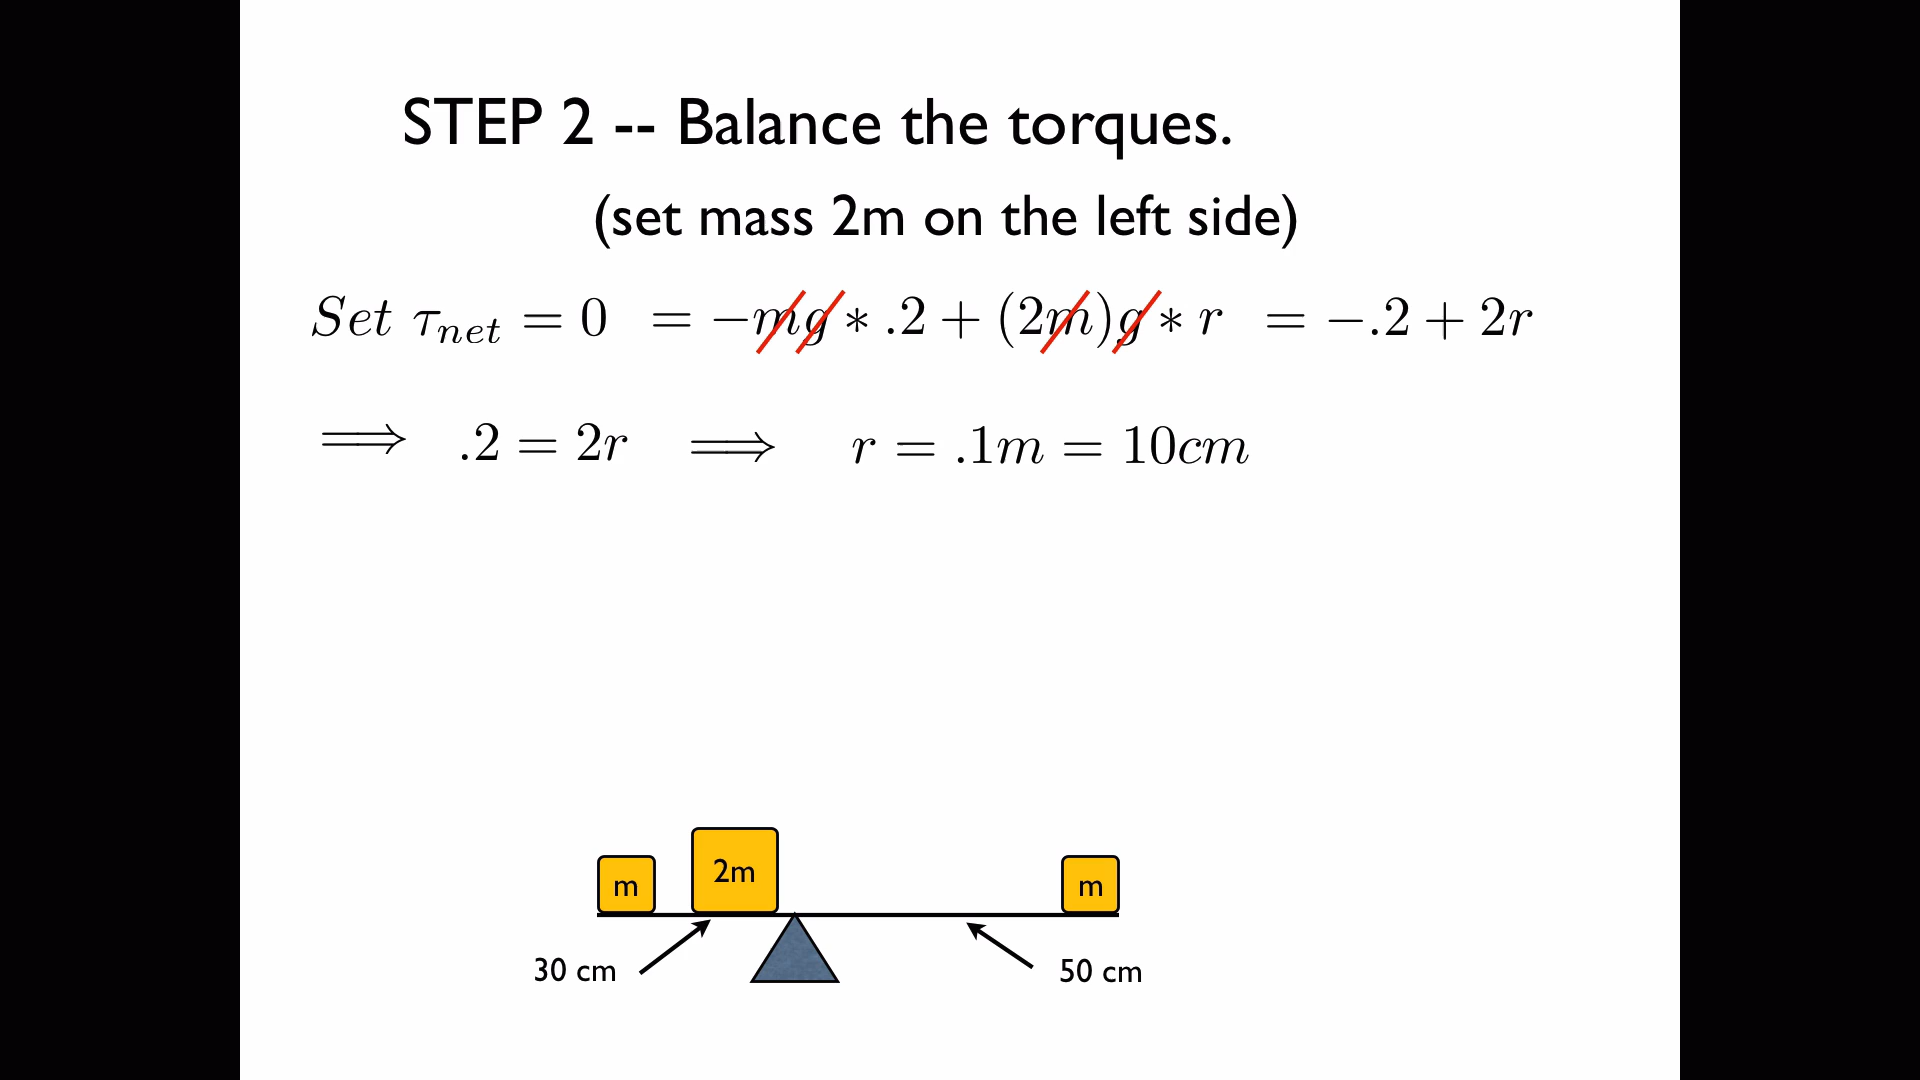 STEP 2 -- Balance the torques.
(set mass 2m on the left side)
Set τ_net = 0 = −mg ∗ .2 + (2m)g ∗ r = −.2 + 2r
⟹ .2 = 2r ⟹ r = .1m = 10cm
2m
m m
30 cm 50 cm